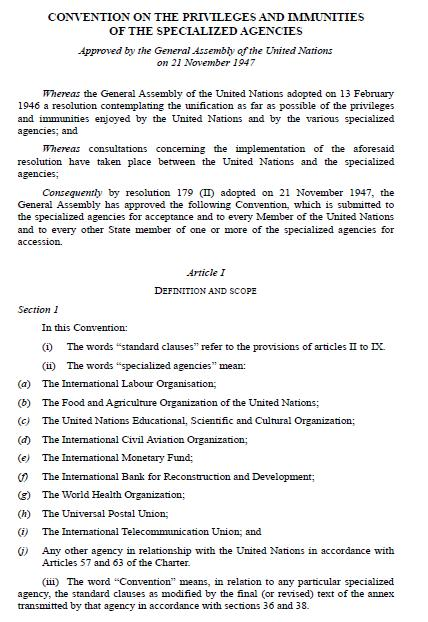 CONVENTION ON THE PRIVILEGES AND IMMUNITIES
OF THE SPECIALIZED AGENCIES
Approved by the General Assembly of the United Nations
on 21 November 1947
Whereas the General Assembly of the United Nations adopted on 13 February
1946 a resolution contemplating the unification as far as possible of the privileges
and immunities enjoyed by the United Nations and by the various specialized
agencies; and
Whereas consultations concerning the implementation of the aforesaid
resolution have taken place between the United Nations and the specialized
agencies;
Consequently by resolution 179 (II) adopted on 21 November 1947, the
General Assembly has approved the following Convention, which is submitted to
the specialized agencies for acceptance and to every Member of the United Nations
and to every other State member of one or more of the specialized agencies for
accession.
Article I
DEFINITION AND SCOPE
Section 1
In this Convention:
(i) The words “standard clauses” refer to the provisions of articles II to IX.
(ii) The words “specialized agencies” mean:
(a) The International Labour Organisation;
(b) The Food and Agriculture Organization of the United Nations;
(c) The United Nations Educational, Scientific and Cultural Organization;
(d) The International Civil Aviation Organization;
(e) The International Monetary Fund;
(f) The International Bank for Reconstruction and Development;
(g) The World Health Organization;
(h) The Universal Postal Union;
(i) The International Telecommunication Union; and
(j) Any other agency in relationship with the United Nations in accordance with
Articles 57 and 63 of the Charter.
(iii) The word “Convention” means, in relation to any particular specialized
agency, the standard clauses as modified by the final (or revised) text of the annex
transmitted by that agency in accordance with sections 36 and 38.